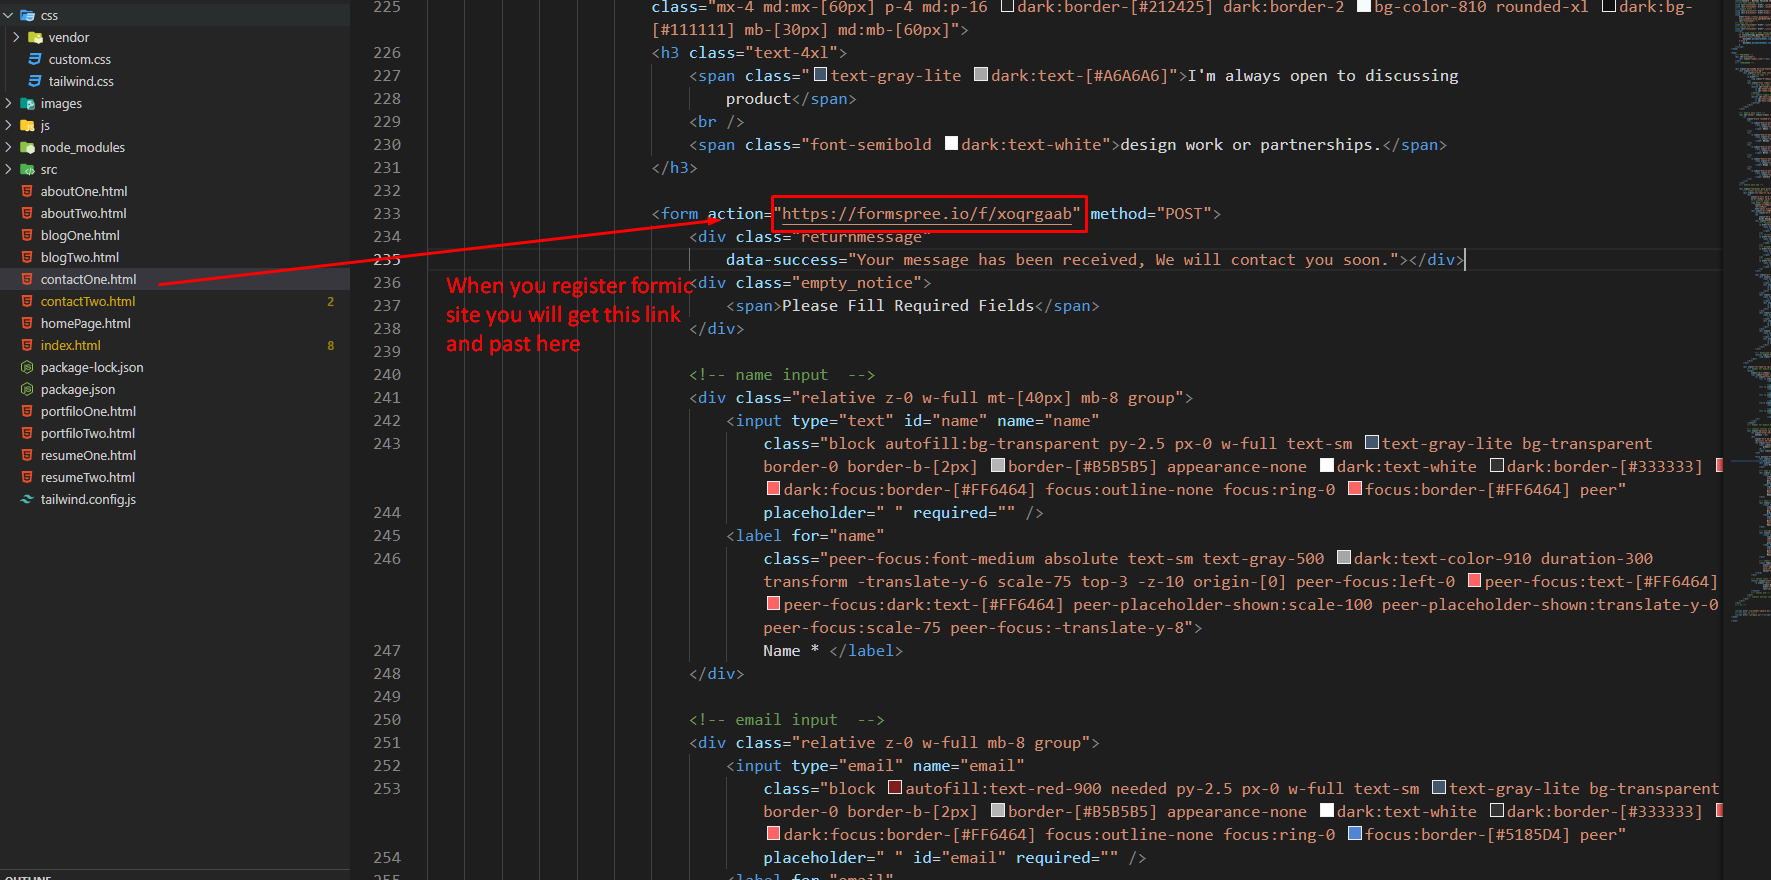 css
vendor
custom.css
tailwind.css
images
js
node_modules
src
aboutOne.html
aboutTwo.html
blogOne.html
blogTwo.html
contactOne.html
contactTwo.html 2
homePage.html
index.html 8
package-lock.json
package.json
portfiloOne.html
portfiloTwo.html
resumeOne.html
resumeTwo.html
tailwind.config.js
OUTLINE
225 class="mx-4 md:mx-[60px] p-4 md:p-16 dark:border-[#212425] dark:border-2 bg-color-810 rounded-xl dark:bg-
[#111111] mb-[30px] md:mb-[60px]">
226 <h3 class="text-4xl">
227 <span class="text-gray-lite dark:text-[#A6A6A6]">I'm always open to discussing
228 product</span>
229 <br />
230 <span class="font-semibold dark:text-white">design work or partnerships.</span>
231 </h3>
232
233 <form action="https://formspree.io/f/xoqrgaab" method="POST">
234 <div class="returnmessage"
235 data-success="Your message has been received, We will contact you soon."></div>
236 <div class="empty_notice">
237 <span>Please Fill Required Fields</span>
238 </div>
When you register formic
site you will get this link
and past here
239
240 <!-- name input  -->
241 <div class="relative z-0 w-full mt-[40px] mb-8 group">
242 <input type="text" id="name" name="name"
243 class="block autofill:bg-transparent py-2.5 px-0 w-full text-sm text-gray-lite bg-transparent
border-0 border-b-[2px] border-[#B5B5B5] appearance-none dark:text-white dark:border-[#333333]
dark:focus:border-[#FF6464] focus:outline-none focus:ring-0 focus:border-[#FF6464] peer"
244 placeholder=" " required="" />
245 <label for="name"
246 class="peer-focus:font-medium absolute text-sm text-gray-500 dark:text-color-910 duration-300
transform -translate-y-6 scale-75 top-3 -z-10 origin-[0] peer-focus:left-0 peer-focus:text-[#FF6464]
peer-focus:dark:text-[#FF6464] peer-placeholder-shown:scale-100 peer-placeholder-shown:translate-y-0
peer-focus:scale-75 peer-focus:-translate-y-8">
247 Name * </label>
248 </div>
249
250 <!-- email input  -->
251 <div class="relative z-0 w-full mb-8 group">
252 <input type="email" name="email"
253 class="block autofill:text-red-900 needed py-2.5 px-0 w-full text-sm text-gray-lite bg-transparent
border-0 border-b-[2px] border-[#B5B5B5] appearance-none dark:text-white dark:border-[#333333]
dark:focus:border-[#FF6464] focus:outline-none focus:ring-0 focus:border-[#5185D4] peer"
254 placeholder=" " id="email" required="" />
255 <label for="email"